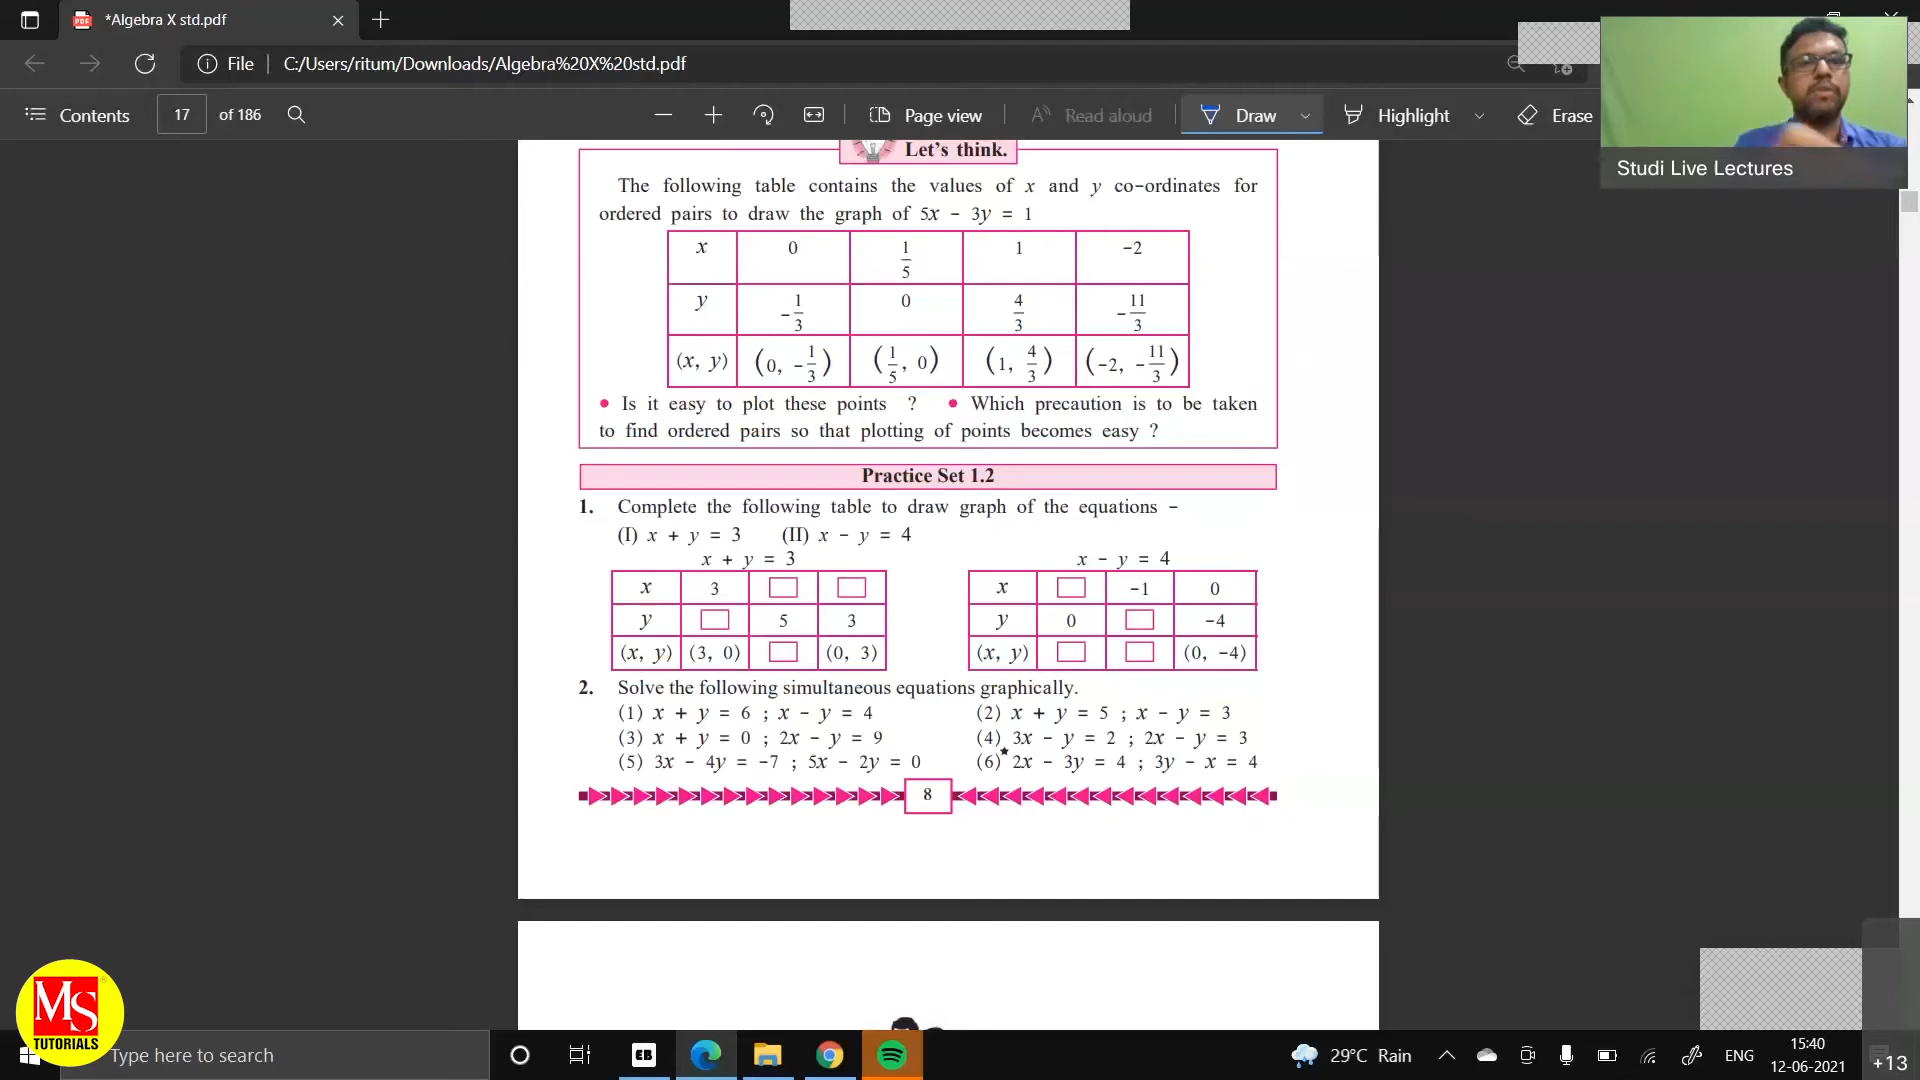 *Algebra X std.pdf
File | C:/Users/ritum/Downloads/Algebra%20X%20std.pdf
Contents 17 of 186 Page view Read aloud Draw Highlight Erase
Studi Live Lectures
Let's think.
The following table contains the values of x and y co-ordinates for
ordered pairs to draw the graph of 5x - 3y = 1
x 0 1/5 1 -2
y -1/3 0 4/3 -11/3
(x, y) (0, -1/3) (1/5, 0) (1, 4/3) (-2, -11/3)
• Is it easy to plot these points ? • Which precaution is to be taken
to find ordered pairs so that plotting of points becomes easy ?
Practice Set 1.2
1. Complete the following table to draw graph of the equations -
(I) x + y = 3 (II) x - y = 4
x + y = 3
x 3 □ □
y □ 5 3
(x, y) (3, 0) □ (0, 3)
x - y = 4
x □ -1 0
y 0 □ -4
(x, y) □ □ (0, -4)
2. Solve the following simultaneous equations graphically.
(1) x + y = 6 ; x - y = 4 (2) x + y = 5 ; x - y = 3
(3) x + y = 0 ; 2x - y = 9 (4) 3x - y = 2 ; 2x - y = 3
(5) 3x - 4y = -7 ; 5x - 2y = 0 (6)★ 2x - 3y = 4 ; 3y - x = 4
8
MS
TUTORIALS
Type here to search
EB
29°C Rain
ENG
15:40
12-06-2021
+13